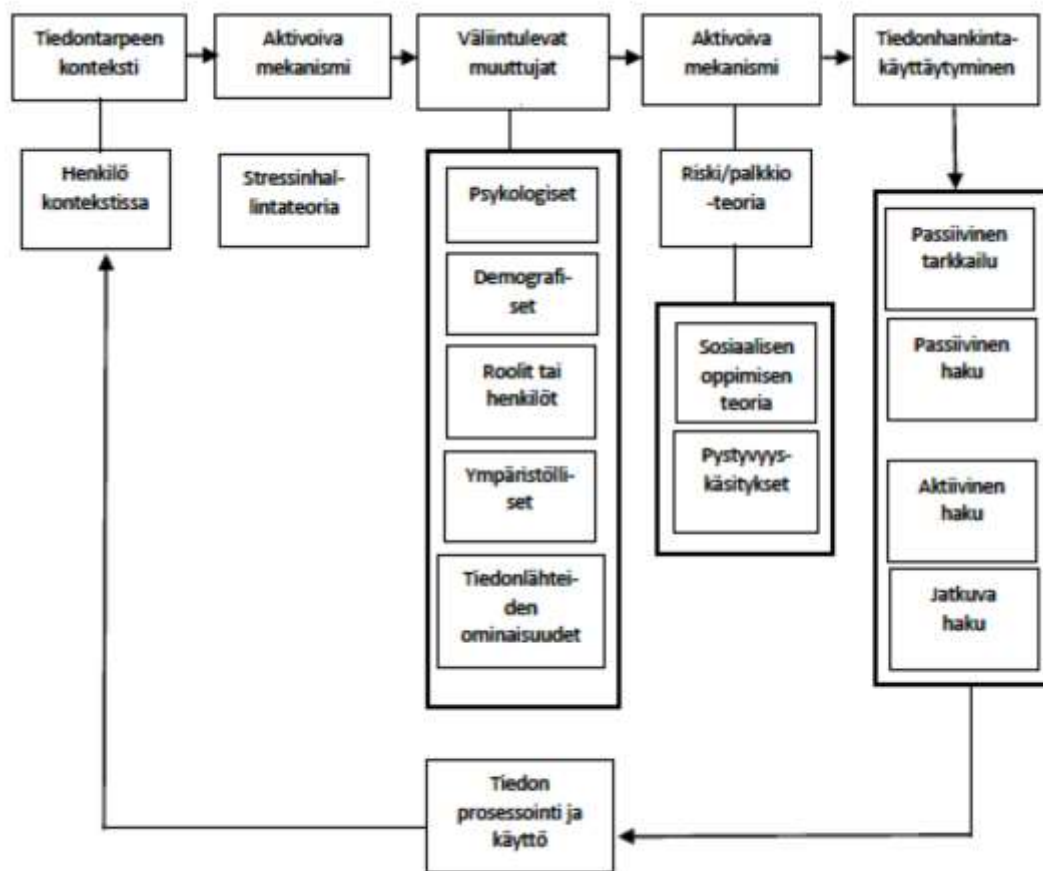 Tiedontarpeen
konteksti
Aktivoiva
mekanismi
Väliintulevat
muuttujat
Aktivoiva
mekanismi
Tiedonhankinta-
käyttäytyminen
Henkilö
kontekstissa
Stressinhal-
lintateoria
Psykologiset
Demografi-
set
Roolit tai
henkilöt
Ympäristölli-
set
Tiedonlähtei-
den
ominaisuudet
Riski/palkkio
-teoria
Sosiaalisen
oppimisen
teoria
Pystyvyys-
käsitykset
Passiivinen
tarkkailu
Passiivinen
haku
Aktiivinen
haku
Jatkuva
haku
Tiedon
prosessointi ja
käyttö